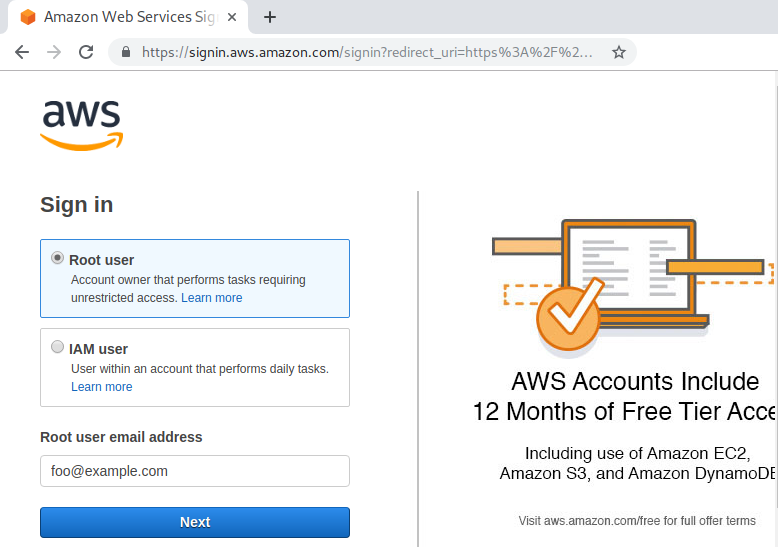 Amazon Web Services Sig
https://signin.aws.amazon.com/signin?redirect_uri=https%3A%2F%2...
aws
Sign in
Root user
Account owner that performs tasks requiring
unrestricted access. Learn more
IAM user
User within an account that performs daily tasks.
Learn more
Root user email address
foo@example.com
Next
AWS Accounts Include
12 Months of Free Tier Acce
Including use of Amazon EC2,
Amazon S3, and Amazon DynamoDB
Visit aws.amazon.com/free for full offer terms